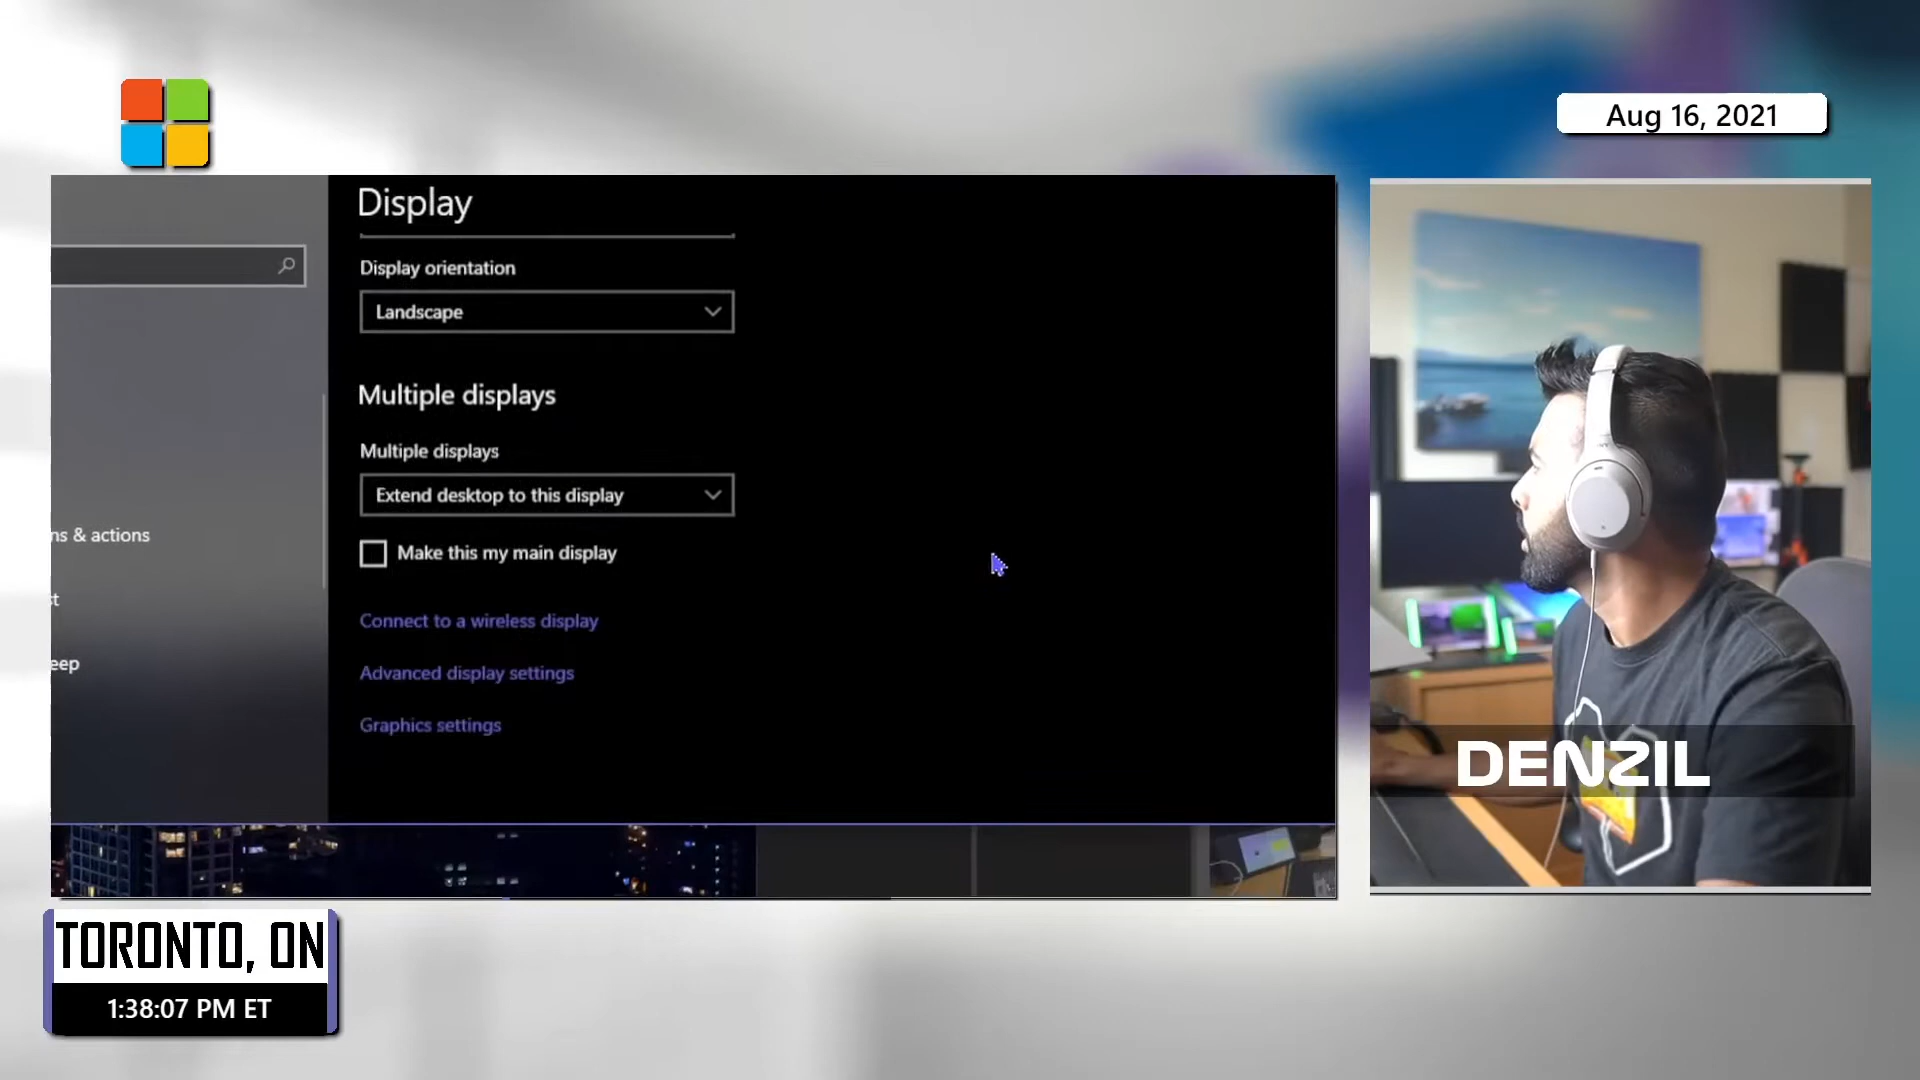 Aug 16, 2021
Display
Display orientation
Landscape
Multiple displays
Multiple displays
Extend desktop to this display
ns & actions
Make this my main display
st
Connect to a wireless display
eep
Advanced display settings
Graphics settings
DENZIL
TORONTO, ON
1:38:07 PM ET